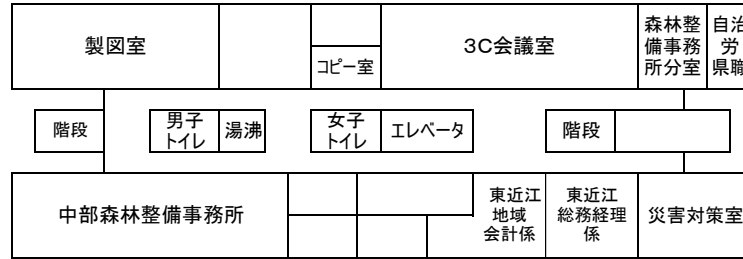 製図室
コピー室
3C会議室
森林整
備事務
所分室
自治
労
県職
階段
男子
トイレ
湯沸
女子
トイレ
エレベータ
階段
中部森林整備事務所
東近江
地域
会計係
東近江
総務経理
係
災害対策室